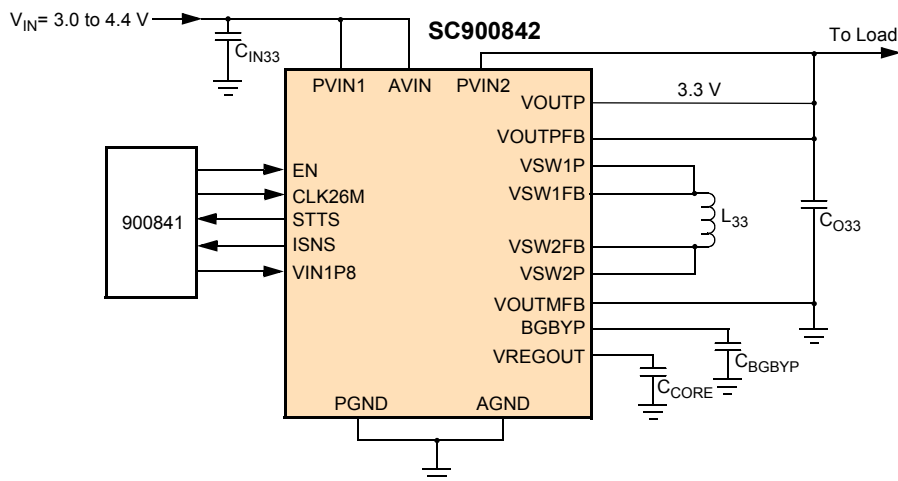 V_IN= 3.0 to 4.4 V
SC900842
To Load
C_IN33
PVIN1 AVIN PVIN2
VOUTP 3.3 V
VOUTPFB
VSW1P
VSW1FB
L_33
C_O33
VSW2FB
VSW2P
VOUTMFB
BGBYP
C_BGBYP
VREGOUT
C_CORE
900841
EN
CLK26M
STTS
ISNS
VIN1P8
PGND AGND